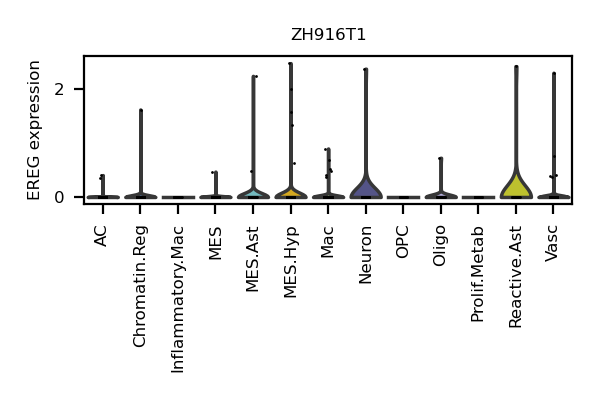 ZH916T1
EREG expression
2
0
AC
Chromatin.Reg
Inflammatory.Mac
MES
MES.Ast
MES.Hyp
Mac
Neuron
OPC
Oligo
Prolif.Metab
Reactive.Ast
Vasc